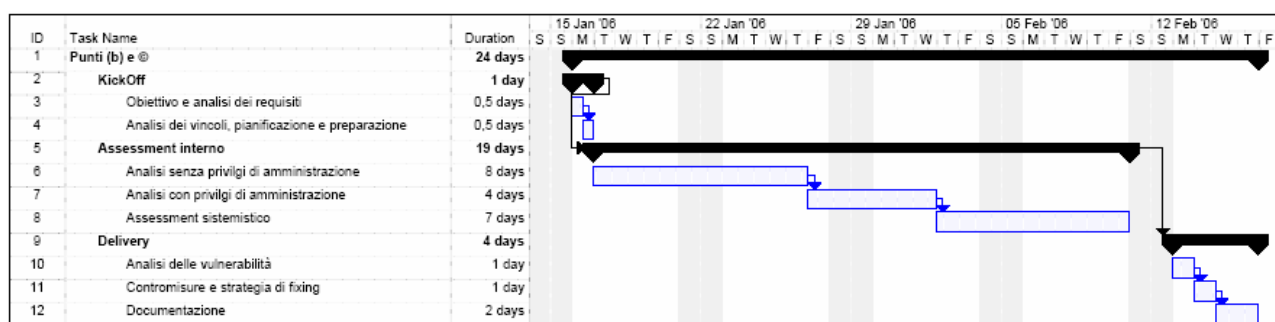 15 Jan '06 22 Jan '06 29 Jan '06 05 Feb '06 12 Feb '06
ID Task Name Duration S S M T W T F S S M T W T F S S M T W T F S S M T W T F S S M T W T F
1 Punti (b) e © 24 days
2 KickOff 1 day
3 Obiettivo e analisi dei requisiti 0,5 days
4 Analisi dei vincoli, pianificazione e preparazione 0,5 days
5 Assessment interno 19 days
6 Analisi senza privilgi di amministrazione 8 days
7 Analisi con privilgi di amministrazione 4 days
8 Assessment sistemistico 7 days
9 Delivery 4 days
10 Analisi delle vulnerabilità 1 day
11 Contromisure e strategia di fixing 1 day
12 Documentazione 2 days